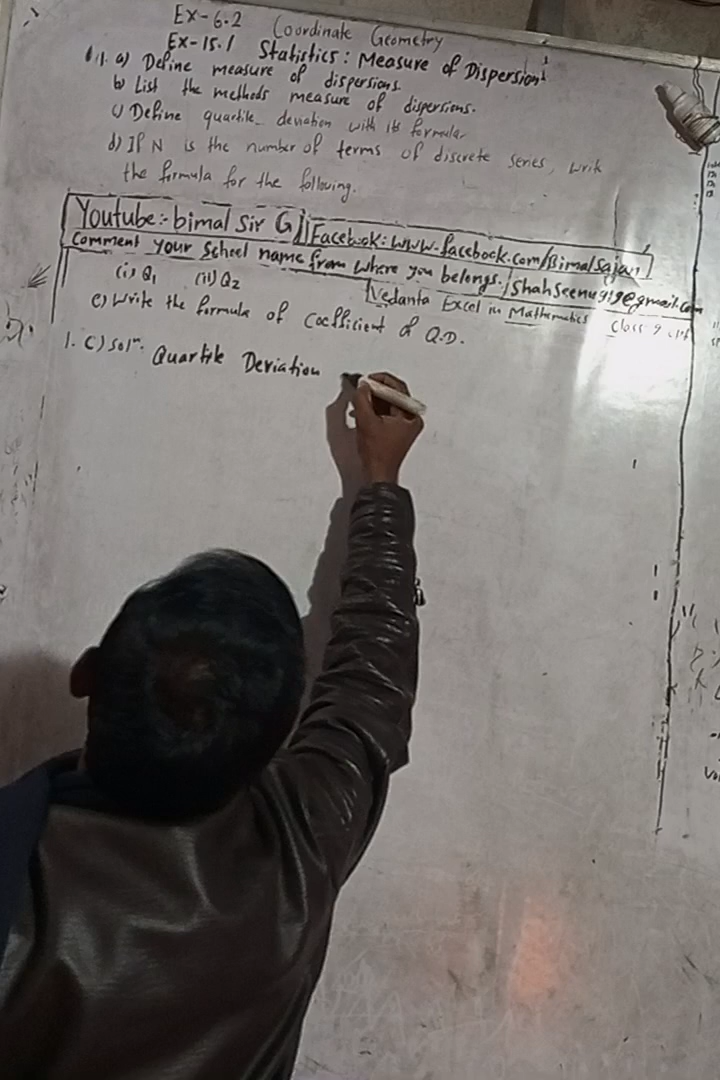 Ex-6.2 Coordinate Geometry
Ex-15.1 Statistics: Measure of Dispersion
1. a) Define measure of dispersions.
b) List the methods measure of dispersions.
c) Define quartile deviation with its formular
d) If N is the number of terms of discrete series, write
the formula for the following.
Youtube:- bimal Sir G
Facebook: www.facebook.com/Bimalsajan
Comment your School name from where you belongs. / Shahseenu919@gmail.com
(i) Q1 (ii) Q2
Vedanta Excel in Mathematics Class 9
e) Write the formula of Coefficient of Q.D.
1. C) Solⁿ: Quartile Deviation